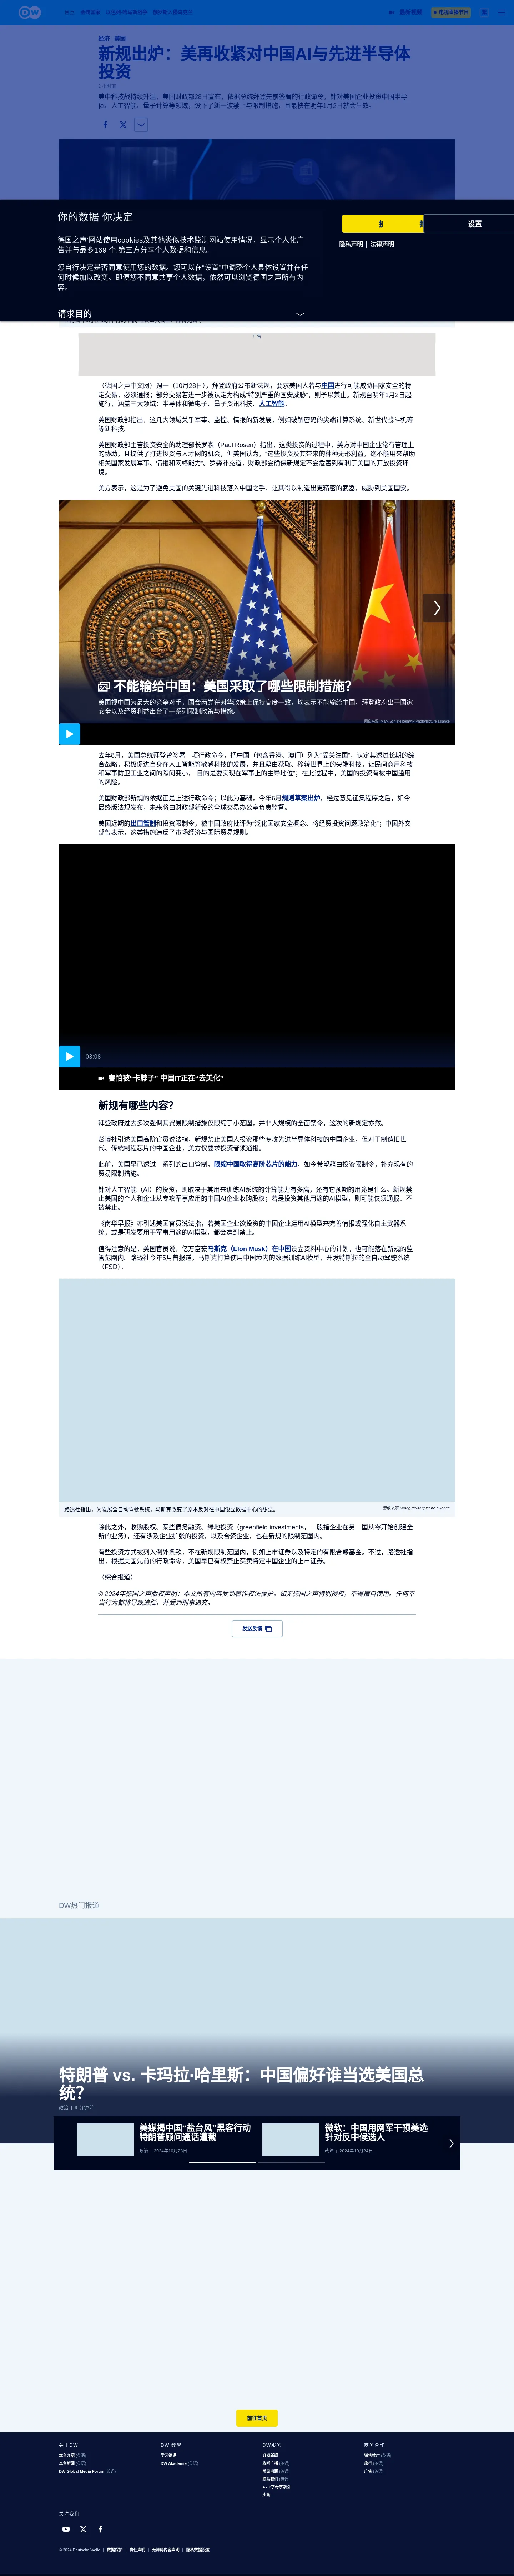 经济 | 美国
新规出炉：美再收紧对中国AI与先进半导体
投资
美中科技战持续升温，美国财政部28日宣布，依据总统拜登先前签署的行政命令，针对美国企业投资中国半导
体、人工智能、量子计算等领域，设下了新一波禁止与限制措施，且最快在明年1月2日就会生效。
你的数据 你决定
德国之声'网站使用cookies及其他类似技术监测网站使用情况，显示个人化广
告并与最多169 个;第三方分享个人数据和信息。
您自行决定是否同意使用您的数据。您可以在“设置”中调整个人具体设置并在任
何时候加以改变。即便您不同意共享个人数据，依然可以浏览'德国之声'所有内
容。
请求目的
设置
隐私声明 | 法律声明
广告
（德国之声中文网）週一（10月28日），拜登政府公布新法规，要求美国人若与中国进行可能威胁国家安全的特
定交易，必须通报；部分交易若进一步被认定为构成“特别严重的国安威胁”，则予以禁止。新规自明年1月2日起
施行，涵盖三大领域：半导体和微电子、量子资讯科技、人工智能。
美国财政部指出，这几大领域关乎军事、监控、情报的新发展，例如破解密码的尖端计算系统、新世代战斗机等
等新科技。
美国财政部主管投资安全的助理部长罗森（Paul Rosen）指出，这类投资的过程中，美方对中国企业常有管理上
的协助，且提供了打进投资与人才网的机会，但美国认为，“这些投资及其带来的种种无形利益，绝不能用来帮助
相关国家发展军事、情报和网络能力”。罗森补充道，财政部会确保新规定不会危害到有利于美国的开放投资环
境。
美方表示，这是为了避免美国的关键先进科技落入中国之手、让其得以制造出更精密的武器，威胁到美国国安。
不能输给中国：美国采取了哪些限制措施？
美国视中国为最大的竞争对手，国会两党在对华政策上保持高度一致，均表示不能输给中国。拜登政府出于国家
安全以及经贸利益出台了一系列限制政策与措施。
去年8月，美国总统拜登曾签署一项行政命令，把中国（包含香港、澳门）列为“受关注国”，认定其透过长期的综
合战略，积极促进自身在人工智能等敏感科技的发展，并且藉由获取、移转世界上的尖端科技，让民间商用科技
和军事防卫工业之间的隔阂变小，“目的是要实现在军事上的主导地位”；在此过程中，美国的投资有被中国滥用
的风险。
美国财政部新规的依据正是上述行政命令；以此为基础，今年6月规则草案出炉，经过意见征集程序之后，如今
最终版法规发布，未来将由财政部新设的全球交易办公室负责监督。
美国近期的出口管制和投资限制令，被中国政府批评为“泛化国家安全概念、将经贸投资问题政治化”；中国外交
部曾表示，这类措施违反了市场经济与国际贸易规则。
03:08
害怕被“卡脖子” 中国IT正在“去美化”
新规有哪些内容？
拜登政府过去多次强调其贸易限制措施仅限缩于小范围，并非大规模的全面禁令，这次的新规定亦然。
彭博社引述美国高阶官员说法指，新规禁止美国人投资那些专攻先进半导体科技的中国企业，但对于制造旧世
代、传统制程芯片的中国企业，美方仅要求投资者须通报。
此前，美国早已透过一系列的出口管制，限缩中国取得高阶芯片的能力，如今希望藉由投资限制令，补充现有的
贸易限制措施。
针对人工智能（AI）的投资，则取决于其用来训练AI系统的计算能力有多高，还有它预期的用途是什么。新规禁
止美国的个人和企业从专攻军事应用的中国AI企业收购股权；若是投资其他用途的AI模型，则可能仅须通报、不
被禁止。
《南华早报》亦引述美国官员说法指，若美国企业欲投资的中国企业运用AI模型来完善情报或强化自主武器系
统，或是研发要用于军事用途的AI模型，都会遭到禁止。
值得注意的是，美国官员说，亿万富豪马斯克（Elon Musk）在中国设立资料中心的计划，也可能落在新规的监
管范围内。路透社今年5月曾报道，马斯克打算使用中国境内的数据训练AI模型，开发特斯拉的全自动驾驶系统
（FSD）。
路透社指出，为发展全自动驾驶系统，马斯克改变了原本反对在中国设立数据中心的想法。
图像来源: Wang Ye/AP/picture alliance
除此之外，收购股权、某些债务融资、绿地投资（greenfield investments，一般指企业在另一国从零开始创建全
新的业务），还有涉及企业扩张的投资，以及合资企业，也在新规的限制范围内。
有些投资方式被列入例外条款，不在新规限制范围内，例如上市证券以及特定的有限合夥基金。不过，路透社指
出，根据美国先前的行政命令，美国早已有权禁止买卖特定中国企业的上市证券。
（综合报道）
© 2024年德国之声版权声明：本文所有内容受到著作权法保护，如无德国之声特别授权，不得擅自使用。任何不
当行为都将导致追偿，并受到刑事追究。
发送反馈
DW热门报道
特朗普 vs. 卡玛拉·哈里斯：中国偏好谁当选美国总
统？
政治 | 9 分钟前
美媒揭中国“盐台风”黑客行动
特朗普顾问通话遭截
政治 | 2024年10月29日
微软：中国用网军干预美选
针对反中候选人
政治 | 2024年10月24日
前往首页
关于DW
本台介绍 (英语)
本台新闻 (英语)
DW Global Media Forum (英语)
DW 教举
学习德语
DW Akademie (英语)
DW服务
订阅新闻
收听广播 (英语)
常见问题 (英语)
联系我们 (英语)
A - Z字母序索引
头条
商务合作
销售推广 (英语)
旅行 (英语)
广告 (英语)
关注我们
© 2024 Deutsche Welle | 数据保护 | 责任声明 | 无障碍内容声明 | 隐私数据设置